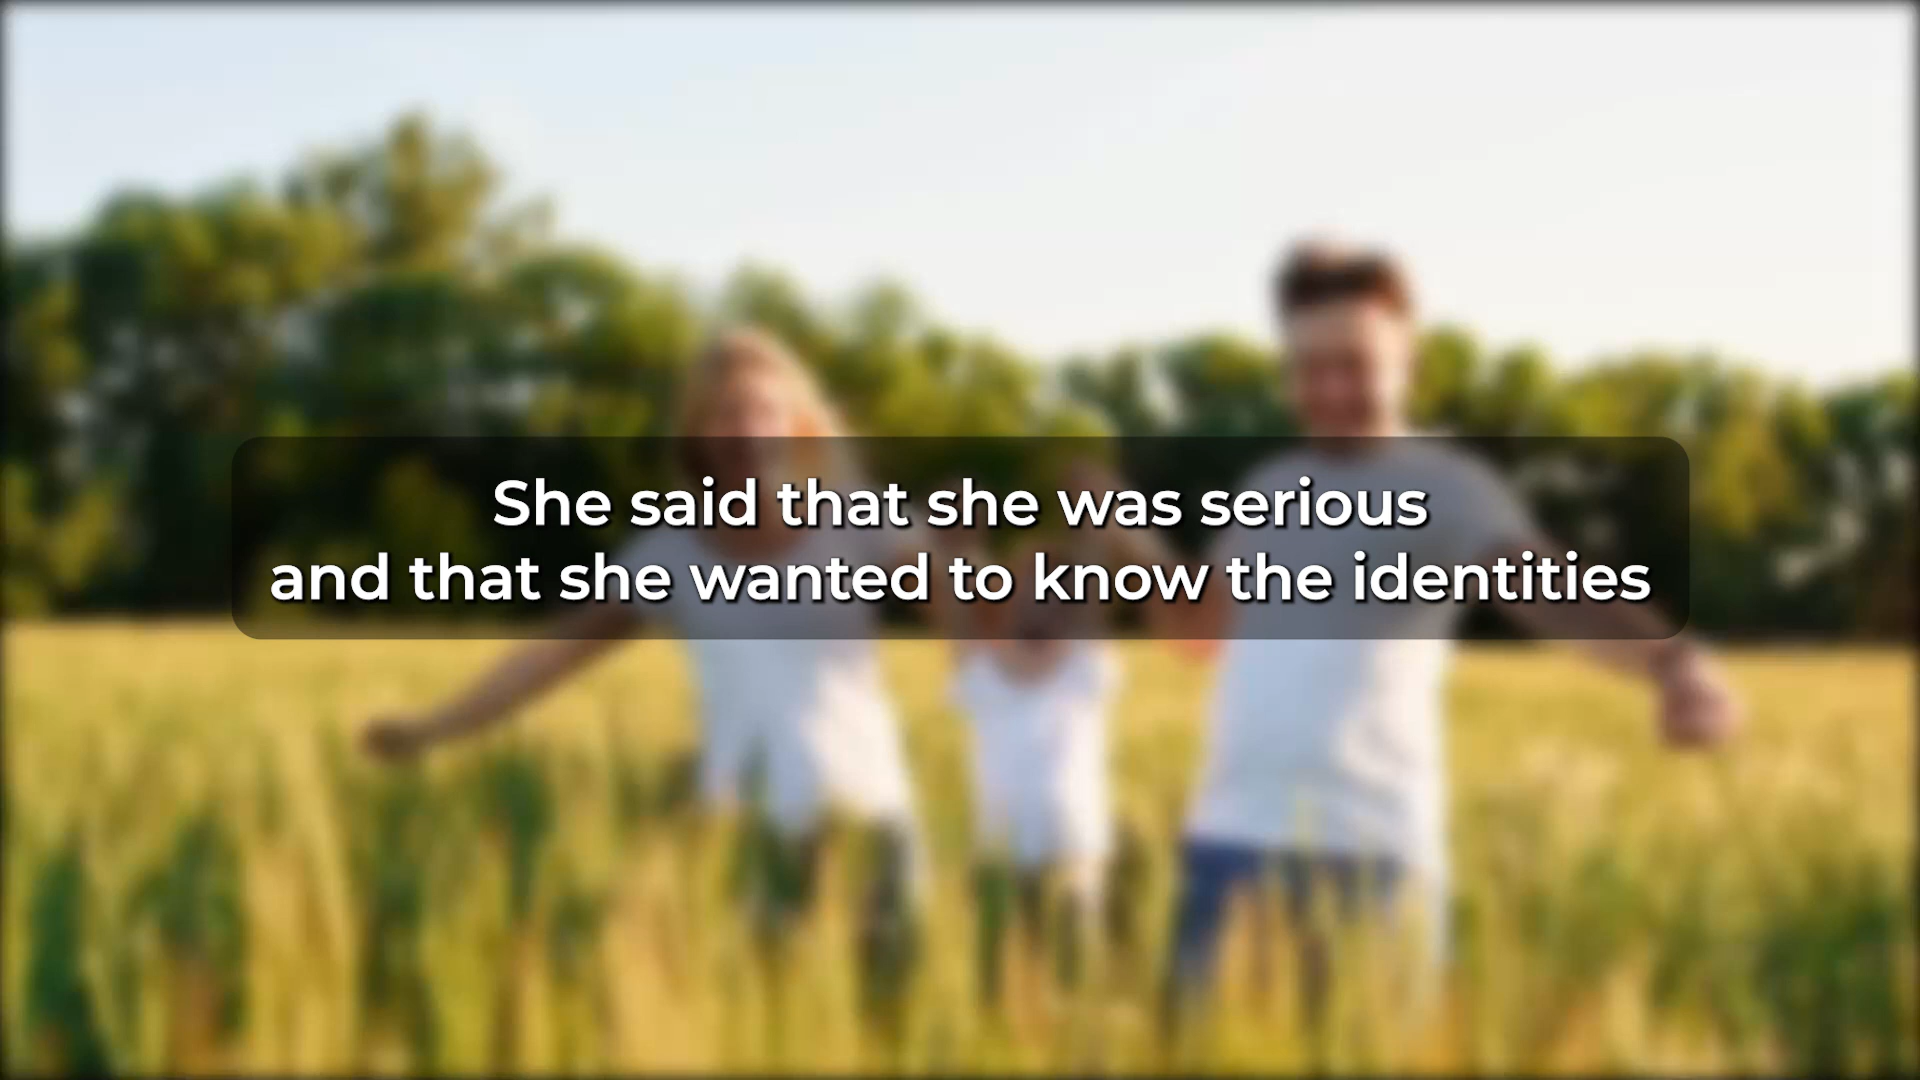 She said that she was serious
and that she wanted to know the identities